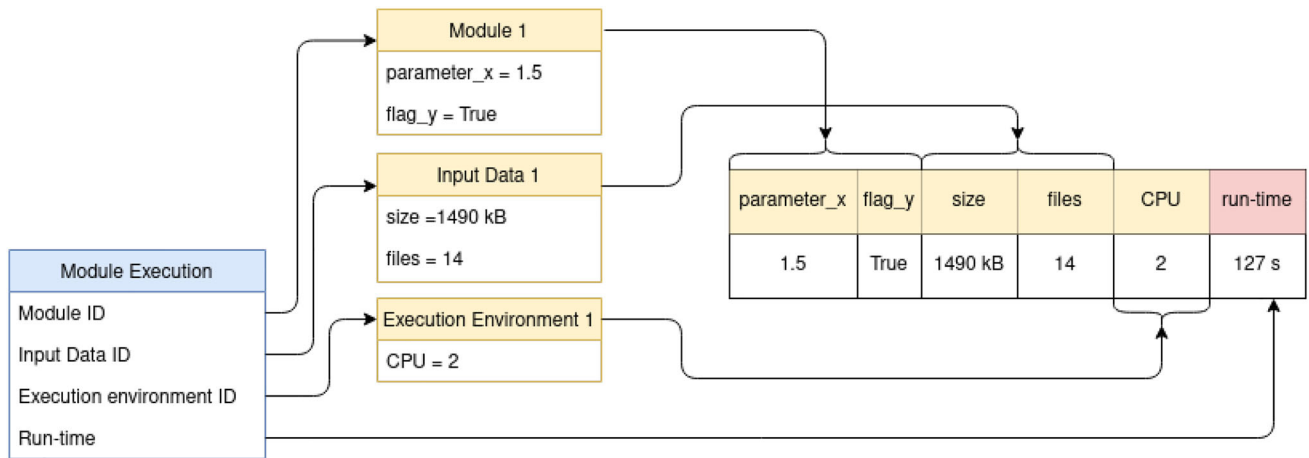 Module 1
parameter_x = 1.5
flag_y = True
Input Data 1
size =1490 kB
files = 14
Module Execution
Module ID
Input Data ID
Execution environment ID
Run-time
Execution Environment 1
CPU = 2
parameter_x flag_y size files CPU run-time
1.5 True 1490 kB 14 2 127 s